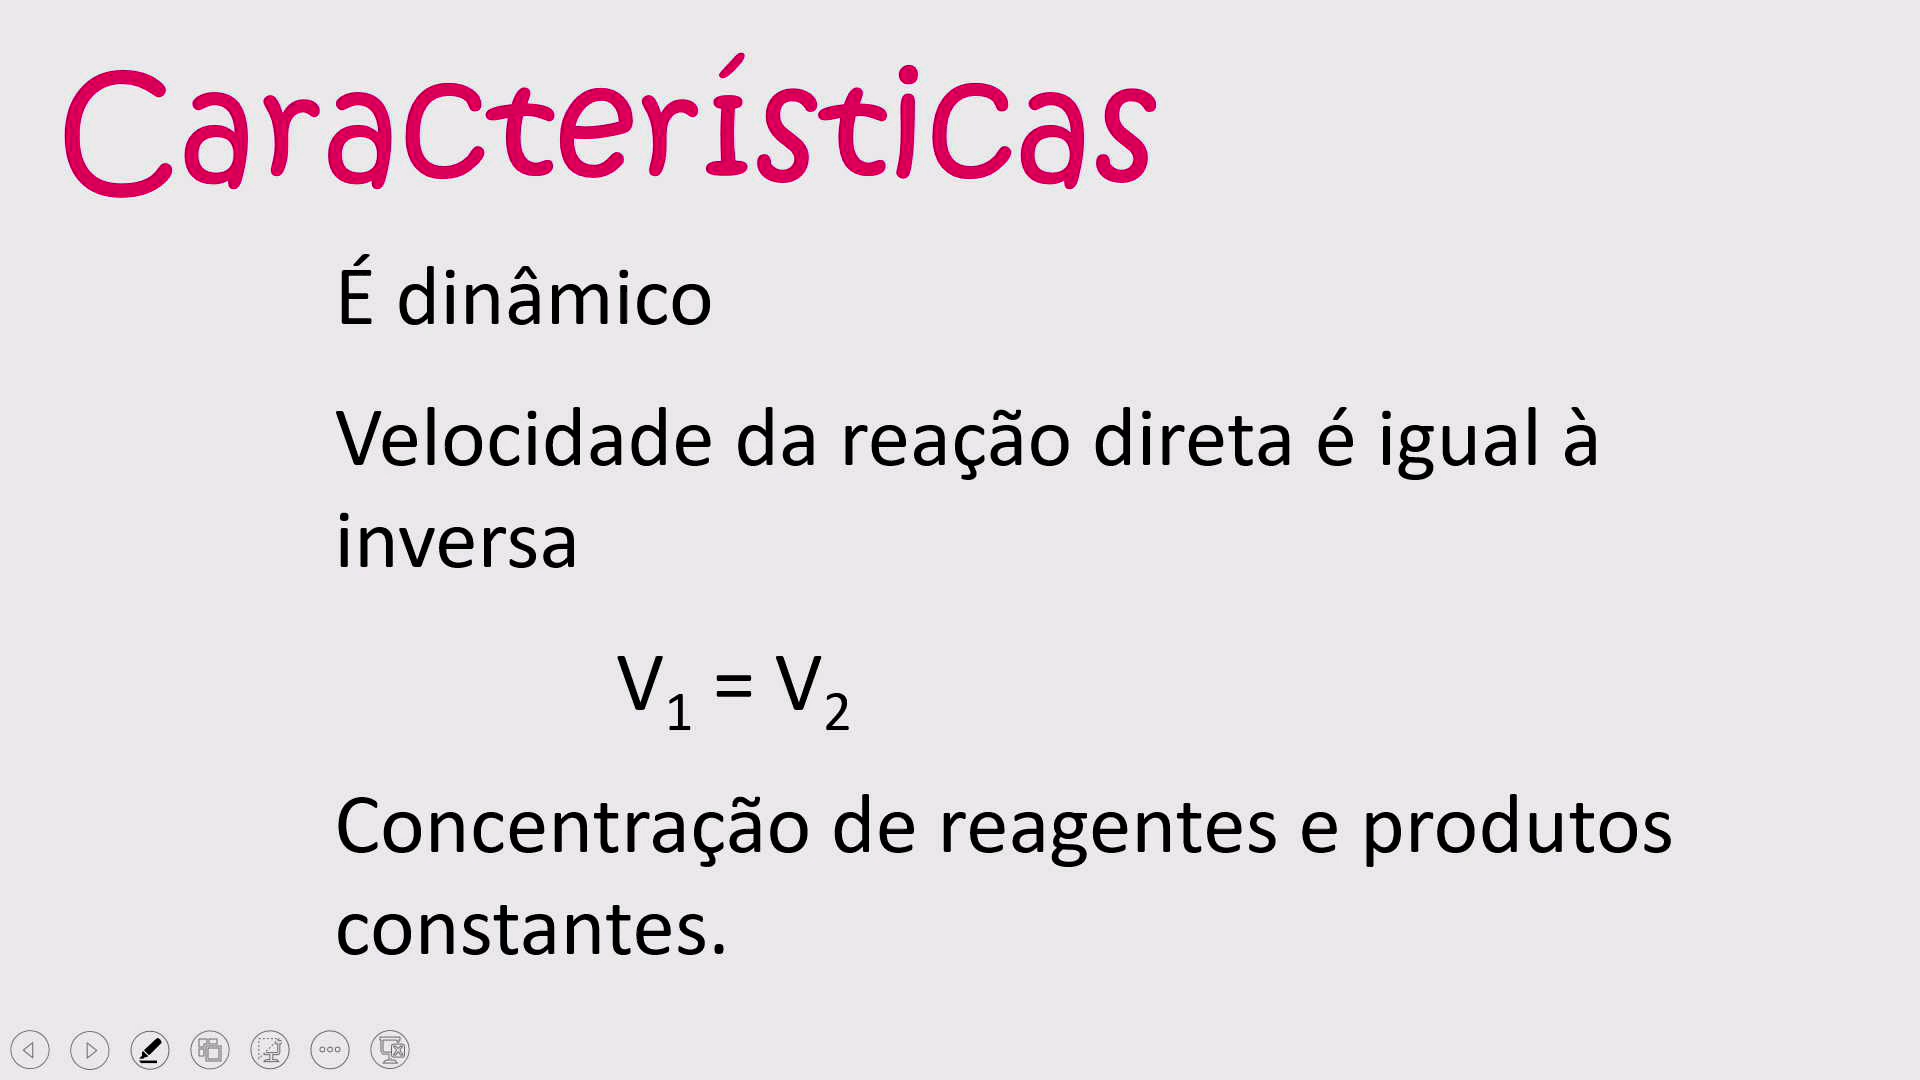 Características
É dinâmico
Velocidade da reação direta é igual à
inversa
V₁ = V₂
Concentração de reagentes e produtos
constantes.